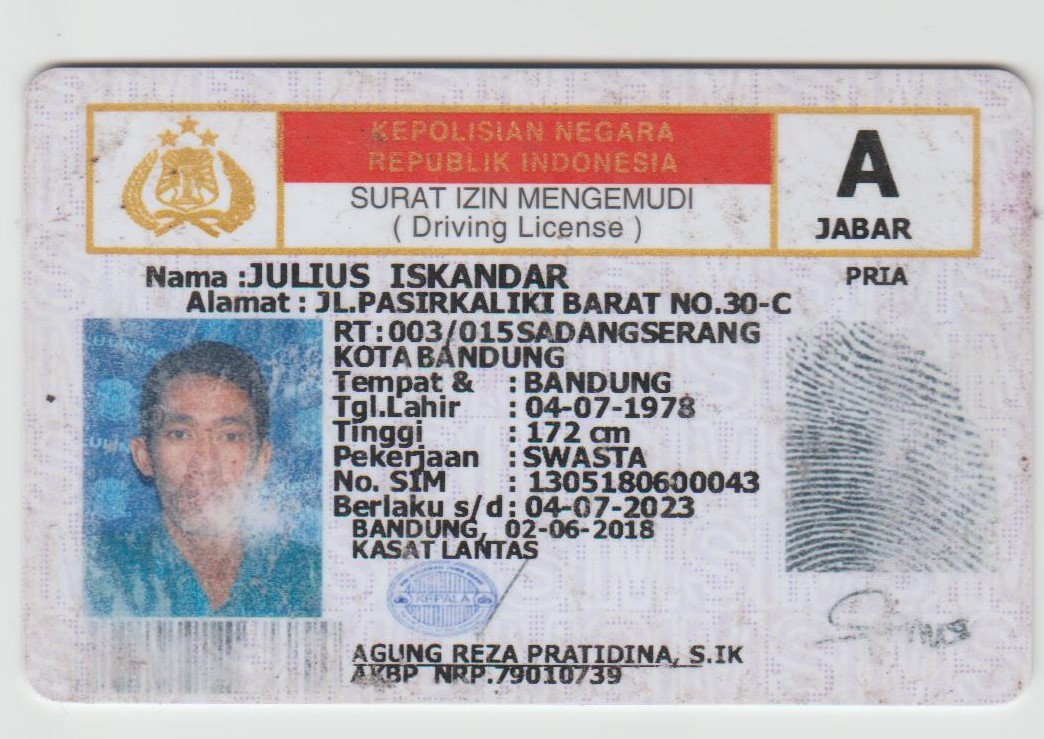 KEPOLISIAN NEGARA
REPUBLIK INDONESIA
SURAT IZIN MENGEMUDI
( Driving License )
A
JABAR
PRIA
Nama :JULIUS ISKANDAR
Alamat : JL.PASIRKALIKI BARAT NO.30-C
RT:003/015SADANGSERANG
KOTA BANDUNG
Tempat & : BANDUNG
Tgl.Lahir : 04-07-1978
Tinggi : 172 cm
Pekerjaan : SWASTA
No. SIM : 1305180600043
Berlaku s/d : 04-07-2023
BANDUNG, 02-06-2018
KASAT LANTAS
KEPALA
AGUNG REZA PRATIDINA, S.IK
AKBP NRP.79010739